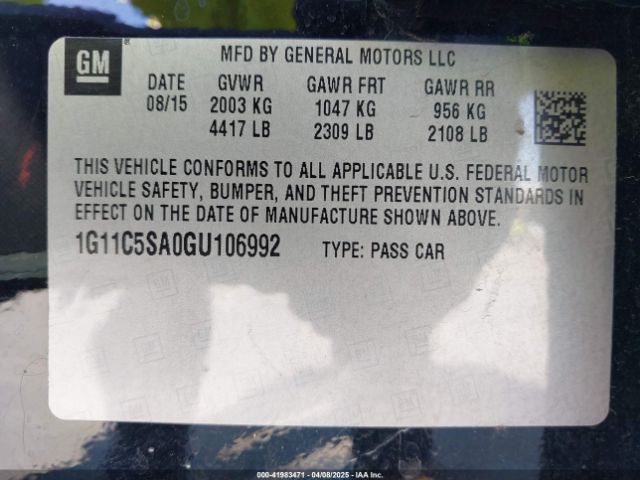 GM
MFD BY GENERAL MOTORS LLC
DATE GVWR GAWR FRT GAWR RR
08/15 2003 KG 1047 KG 956 KG
4417 LB 2309 LB 2108 LB
THIS VEHICLE CONFORMS TO ALL APPLICABLE U.S. FEDERAL MOTOR
VEHICLE SAFETY, BUMPER, AND THEFT PREVENTION STANDARDS IN
EFFECT ON THE DATE OF MANUFACTURE SHOWN ABOVE.
1G11C5SA0GU106992 TYPE: PASS CAR
000-41983471 - 04/08/2025 - IAA Inc.